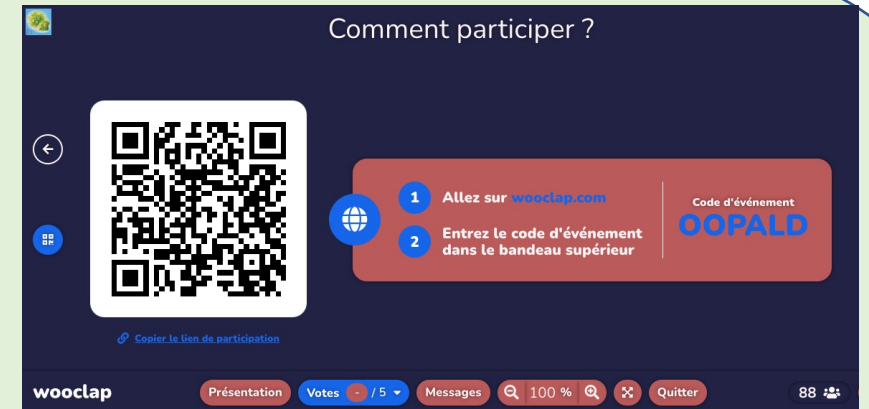 Comment participer ?
1 Allez sur wooclap.com
2 Entrez le code d'événement
dans le bandeau supérieur
Code d'événement
OOPALD
Copier le lien de participation
wooclap
Présentation
Votes - / 5
Messages
100 %
Quitter
88